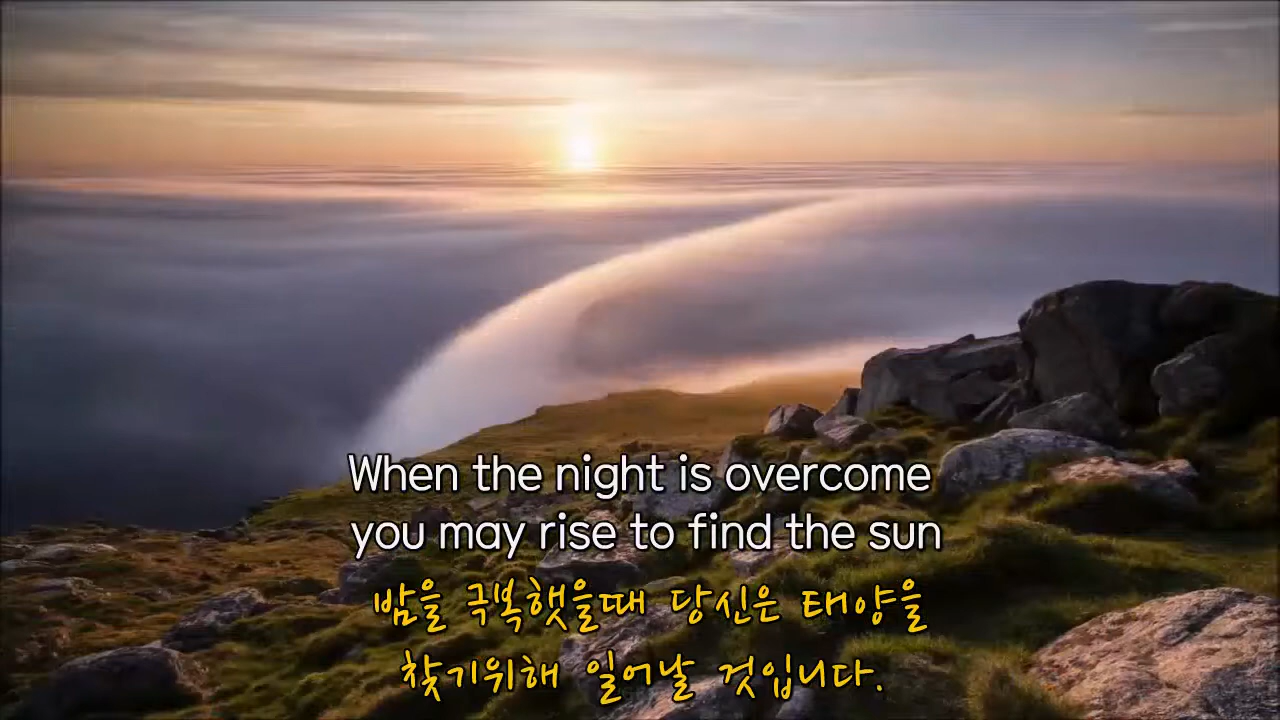 When the night is overcome
you may rise to find the sun
밤을 극복했을때 당신은 태양을
찾기위해 일어날 것입니다.